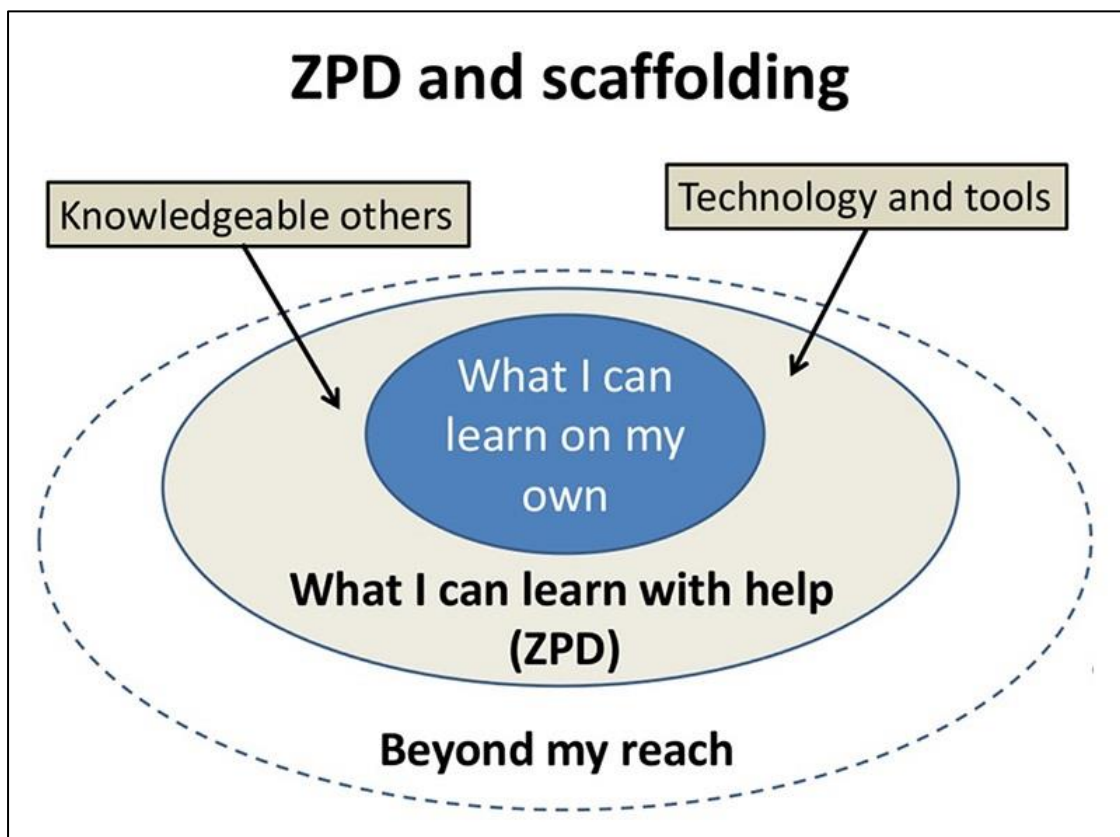 ZPD and scaffolding
Knowledgeable others
Technology and tools
What I can
learn on my
own
What I can learn with help
(ZPD)
Beyond my reach